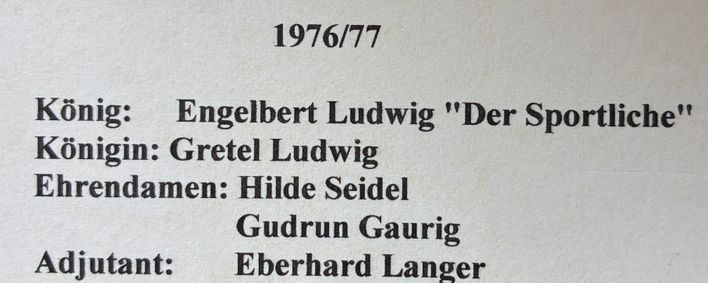 1976/77
König: Engelbert Ludwig "Der Sportliche"
Königin: Gretel Ludwig
Ehrendamen: Hilde Seidel
Gudrun Gaurig
Adjutant: Eberhard Langer